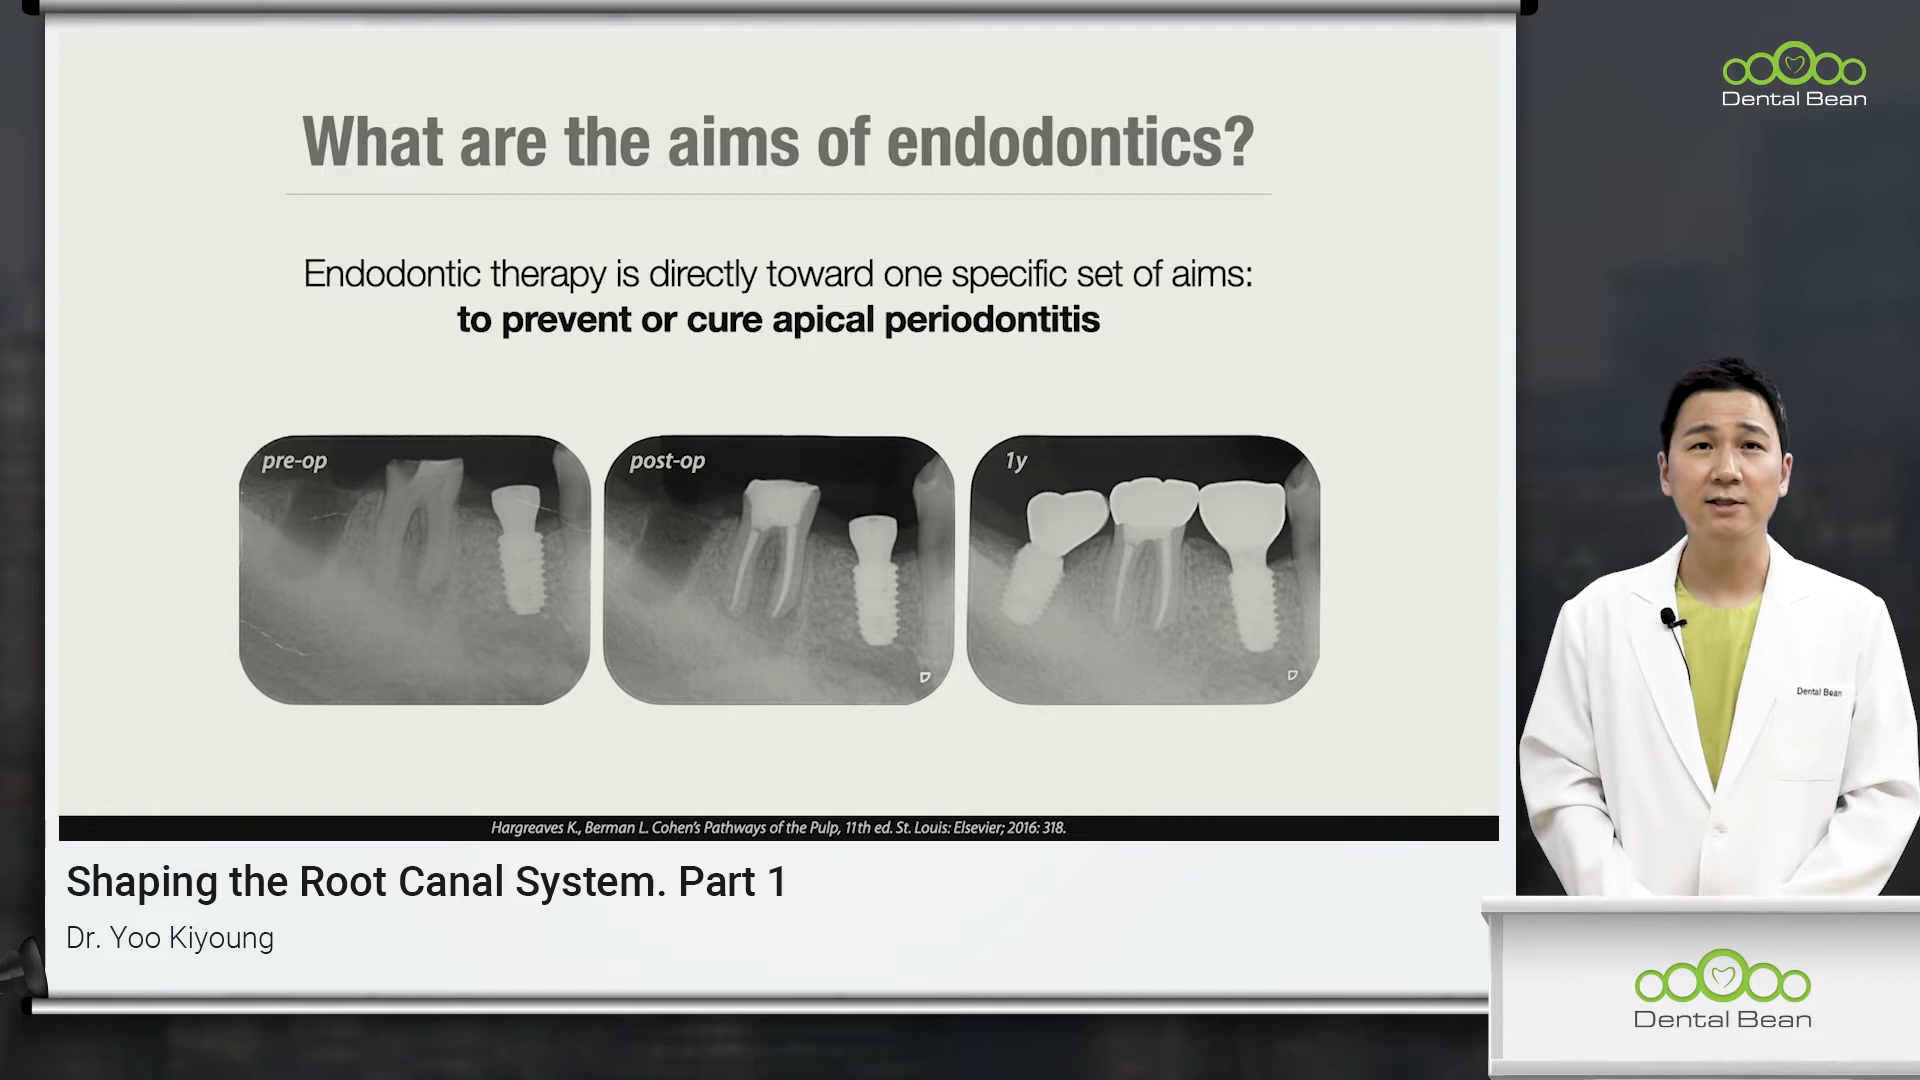 What are the aims of endodontics?
Endodontic therapy is directly toward one specific set of aims:
to prevent or cure apical periodontitis
pre-op
post-op
1y
D
D
Hargreaves K., Berman L. Cohen's Pathways of the Pulp, 11th ed. St. Louis: Elsevier; 2016: 318.
Shaping the Root Canal System. Part 1
Dr. Yoo Kiyoung
Dental Bean
Dental Bean
Dental Bean